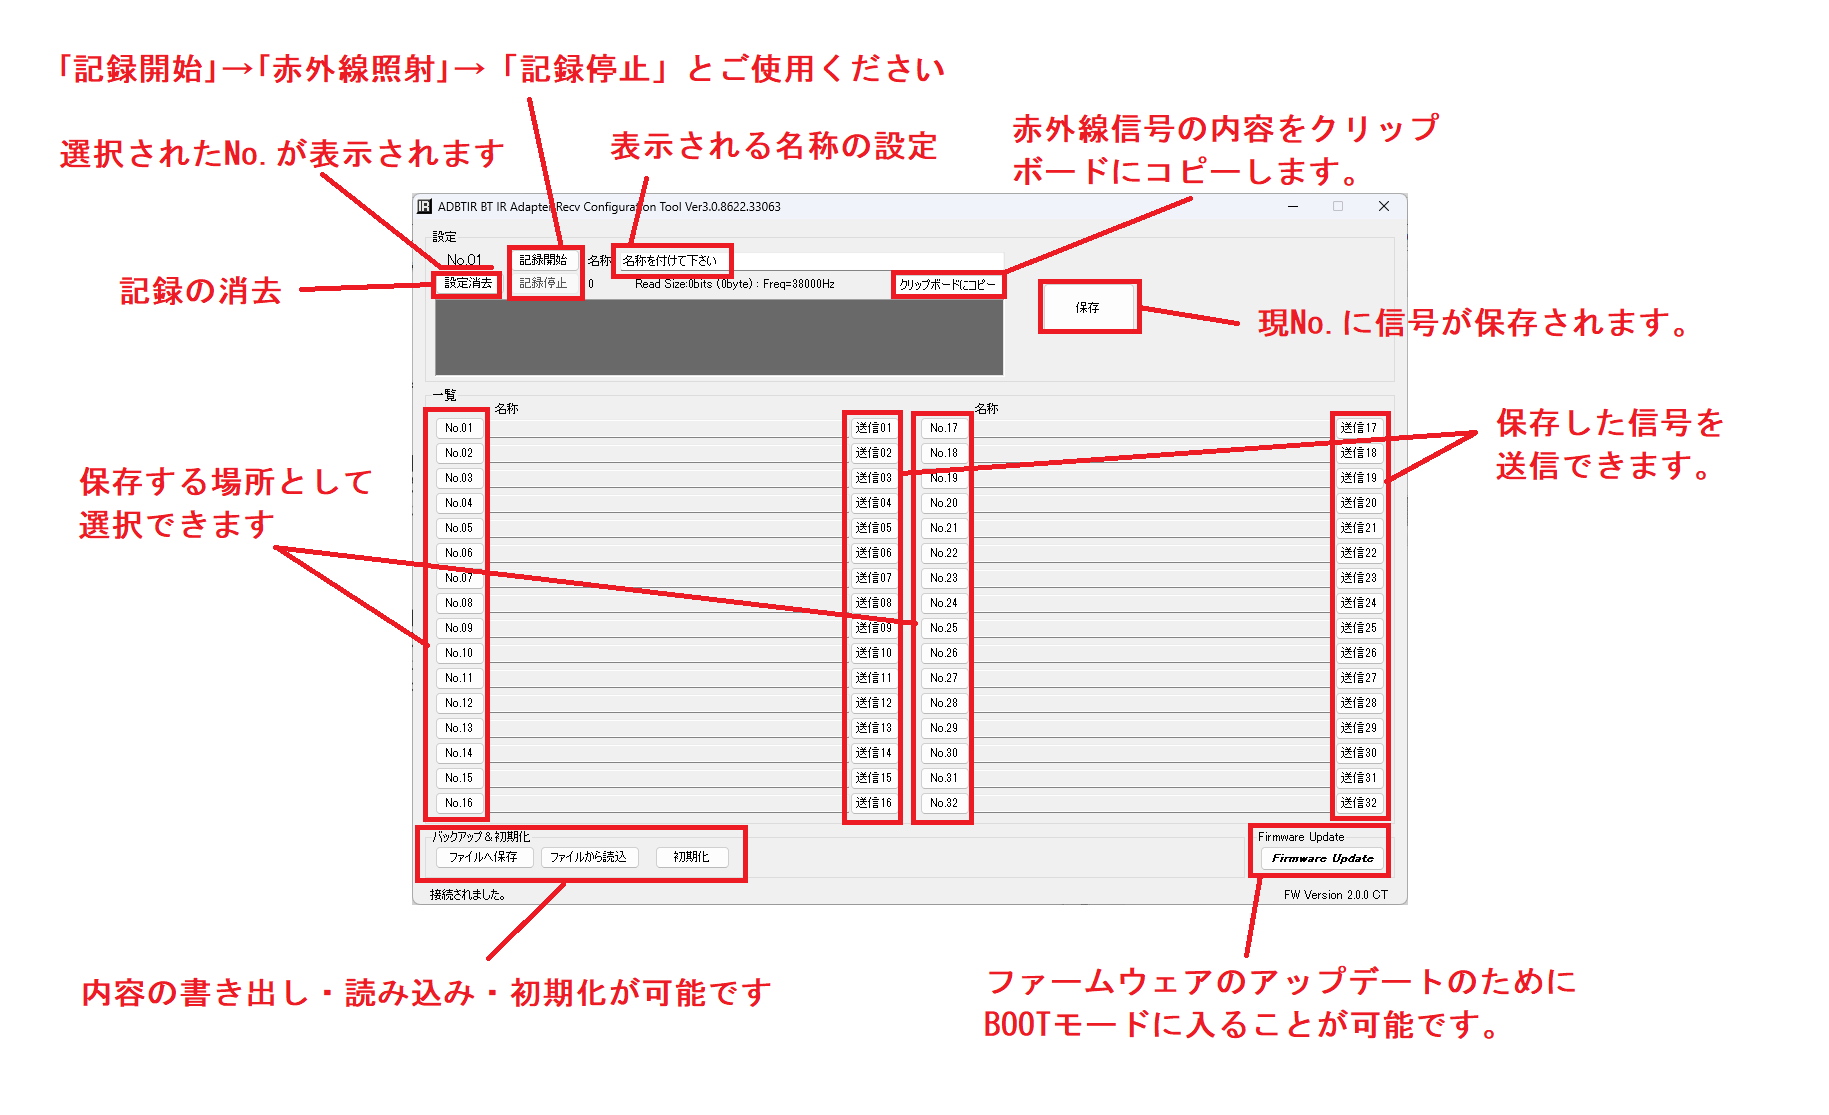 「記録開始」→「赤外線照射」→「記録停止」とご使用ください
選択されたNo.が表示されます
表示される名称の設定
赤外線信号の内容をクリップ
ボードにコピーします。
ADBTIR BT IR Adapter Recv Configuration Tool Ver3.0.8622.33063
設定
No.01
記録開始
名称
名称を付けて下さい
記録の消去
設定消去
記録停止
0
Read Size:0bits (0byte) : Freq=38000Hz
クリップボードにコピー
保存
現No.に信号が保存されます。
一覧
名称
名称
No.01 送信01 No.17 送信17
No.02 送信02 No.18 送信18
No.03 送信03 No.19 送信19
No.04 送信04 No.20 送信20
No.05 送信05 No.21 送信21
No.06 送信06 No.22 送信22
No.07 送信07 No.23 送信23
No.08 送信08 No.24 送信24
No.09 送信09 No.25 送信25
No.10 送信10 No.26 送信26
No.11 送信11 No.27 送信27
No.12 送信12 No.28 送信28
No.13 送信13 No.29 送信29
No.14 送信14 No.30 送信30
No.15 送信15 No.31 送信31
No.16 送信16 No.32 送信32
保存した信号を
送信できます。
保存する場所として
選択できます
バックアップ＆初期化
ファイルへ保存
ファイルから読込
初期化
Firmware Update
Firmware Update
接続されました。
FW Version 2.0.0 CT
内容の書き出し・読み込み・初期化が可能です
ファームウェアのアップデートのために
BOOTモードに入ることが可能です。